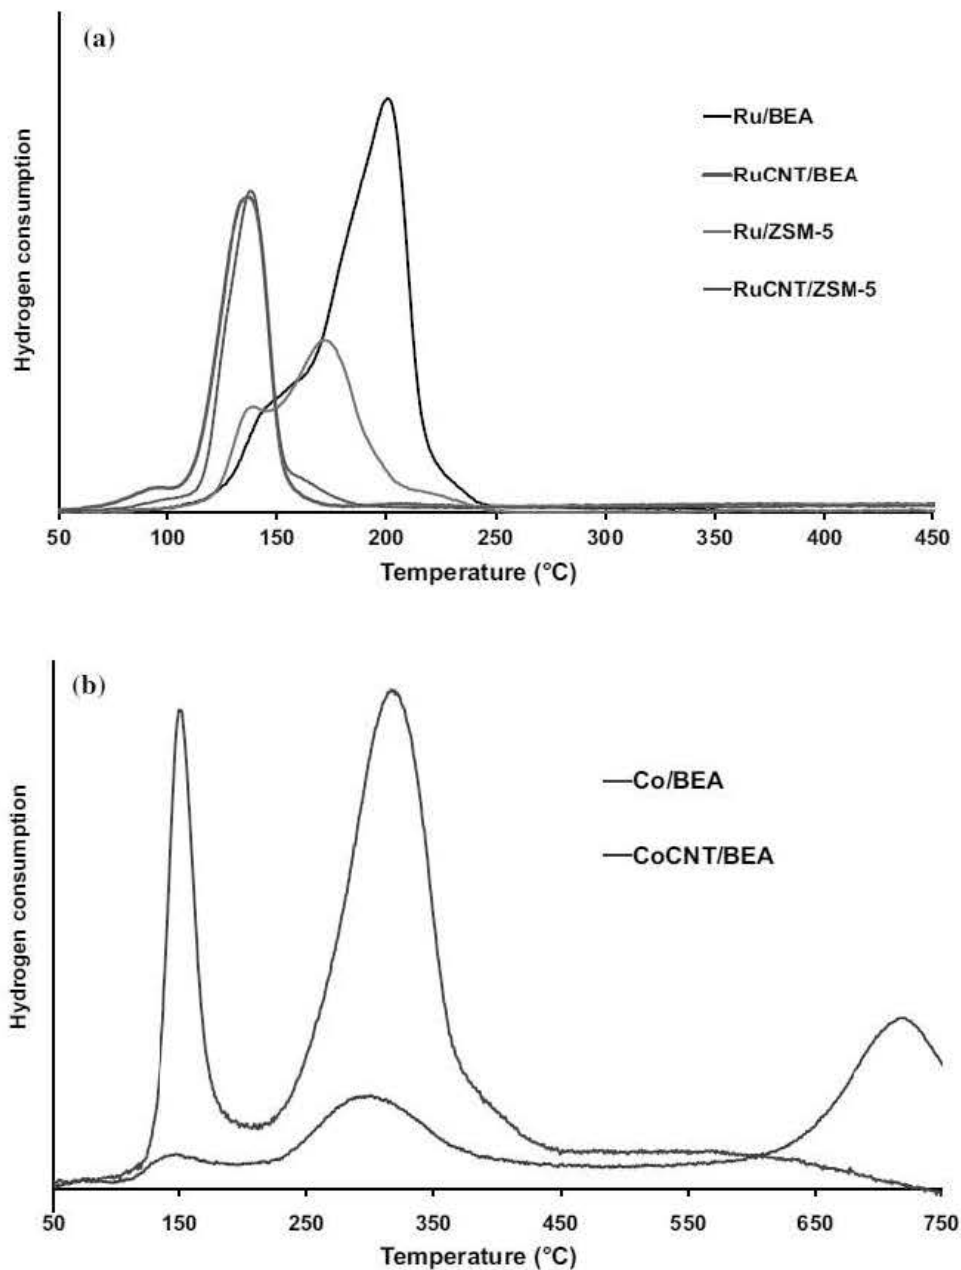 (a)
Hydrogen consumption
Ru/BEA
RuCNT/BEA
Ru/ZSM-5
RuCNT/ZSM-5
50 100 150 200 250 300 350 400 450
Temperature (°C)
(b)
Hydrogen consumption
Co/BEA
CoCNT/BEA
50 150 250 350 450 550 650 750
Temperature (°C)